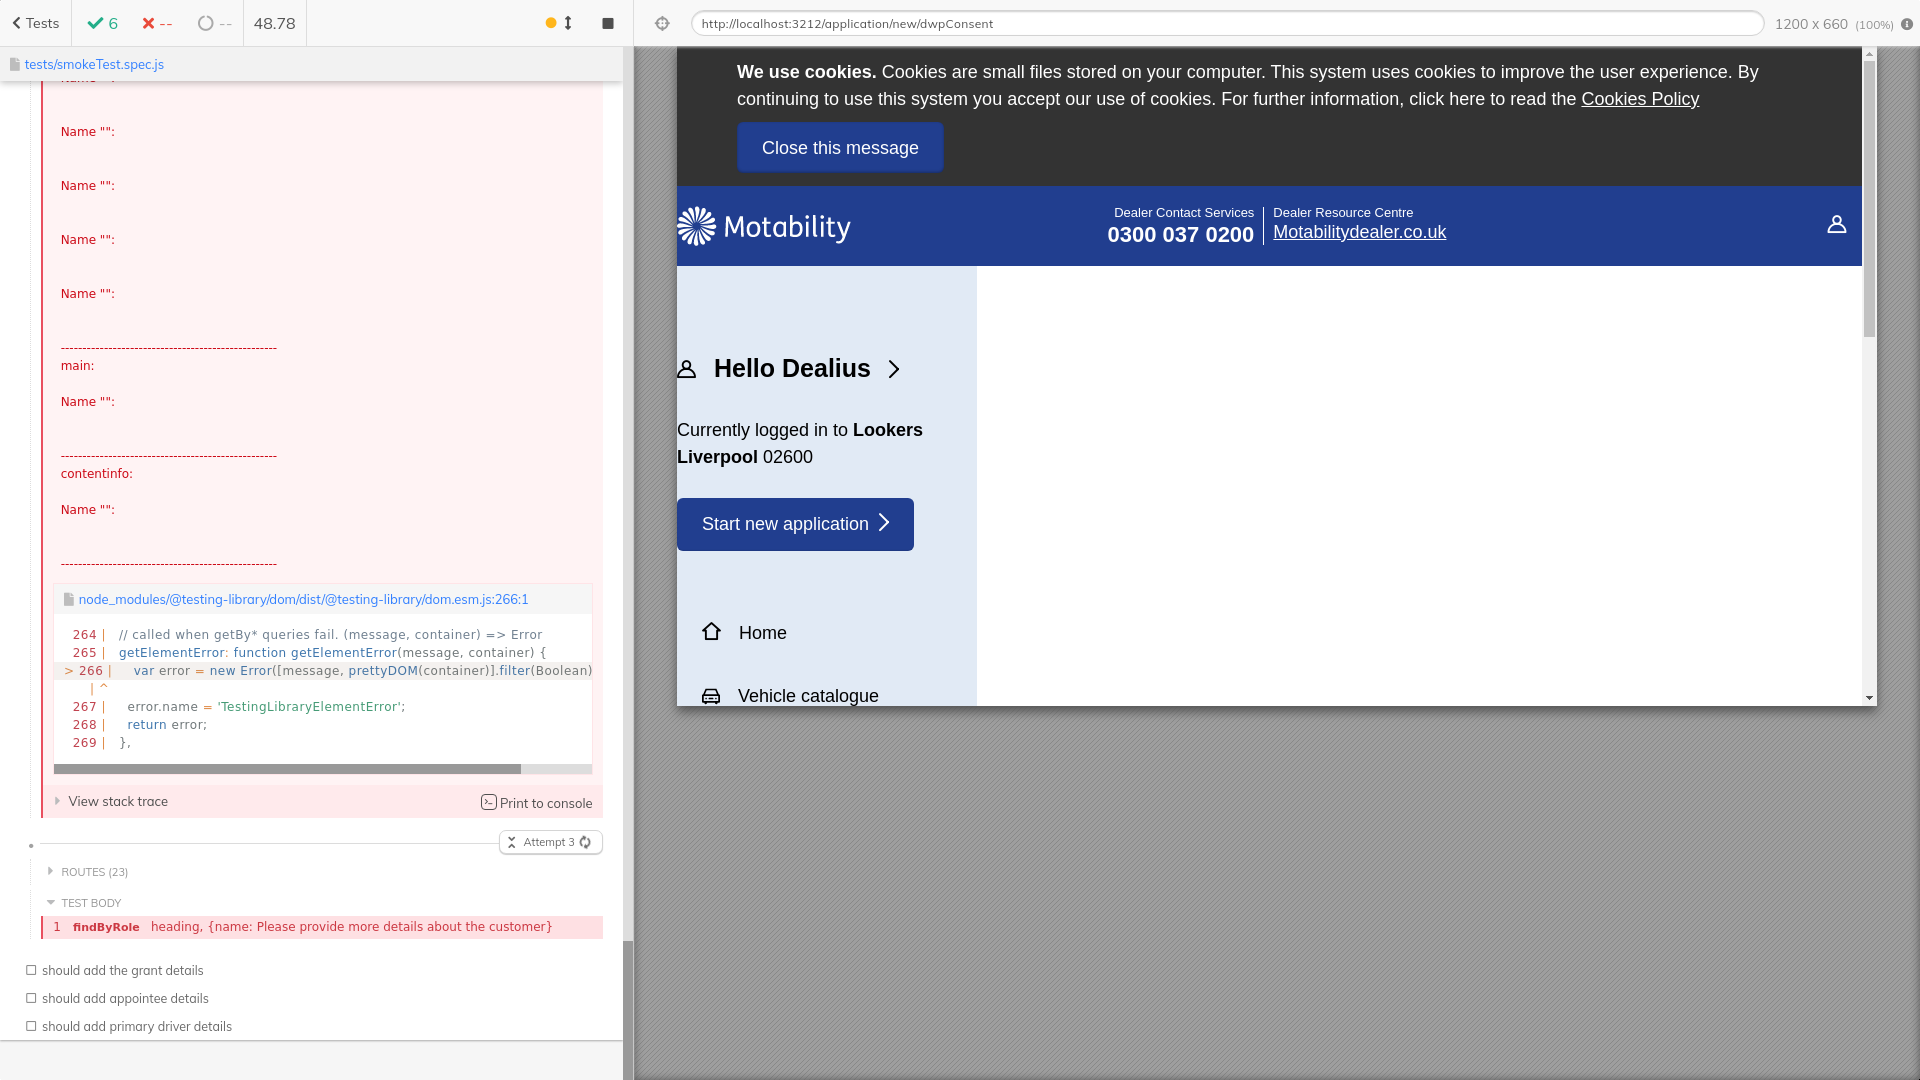 Tests
6
--
--
48.78
http://localhost:3212/application/new/dwpConsent
1200 x 660 (100%)
tests/smokeTest.spec.js
Name "":
Name "":
Name "":
Name "":
Name "":
--------------------------------------------------
main:
Name "":
--------------------------------------------------
contentinfo:
Name "":
--------------------------------------------------
node_modules/@testing-library/dom/dist/@testing-library/dom.esm.js:266:1
264 | // called when getBy* queries fail. (message, container) => Error
265 | getElementError: function getElementError(message, container) {
> 266 | var error = new Error([message, prettyDOM(container)].filter(Boolean)
| ^
267 | error.name = 'TestingLibraryElementError';
268 | return error;
269 | },
View stack trace
Print to console
Attempt 3
ROUTES (23)
TEST BODY
1 findByRole heading, {name: Please provide more details about the customer}
should add the grant details
should add appointee details
should add primary driver details
We use cookies. Cookies are small files stored on your computer. This system uses cookies to improve the user experience. By
continuing to use this system you accept our use of cookies. For further information, click here to read the Cookies Policy
Close this message
Motability
Dealer Contact Services
0300 037 0200
Dealer Resource Centre
Motabilitydealer.co.uk
Hello Dealius
Currently logged in to Lookers
Liverpool 02600
Start new application
Home
Vehicle catalogue